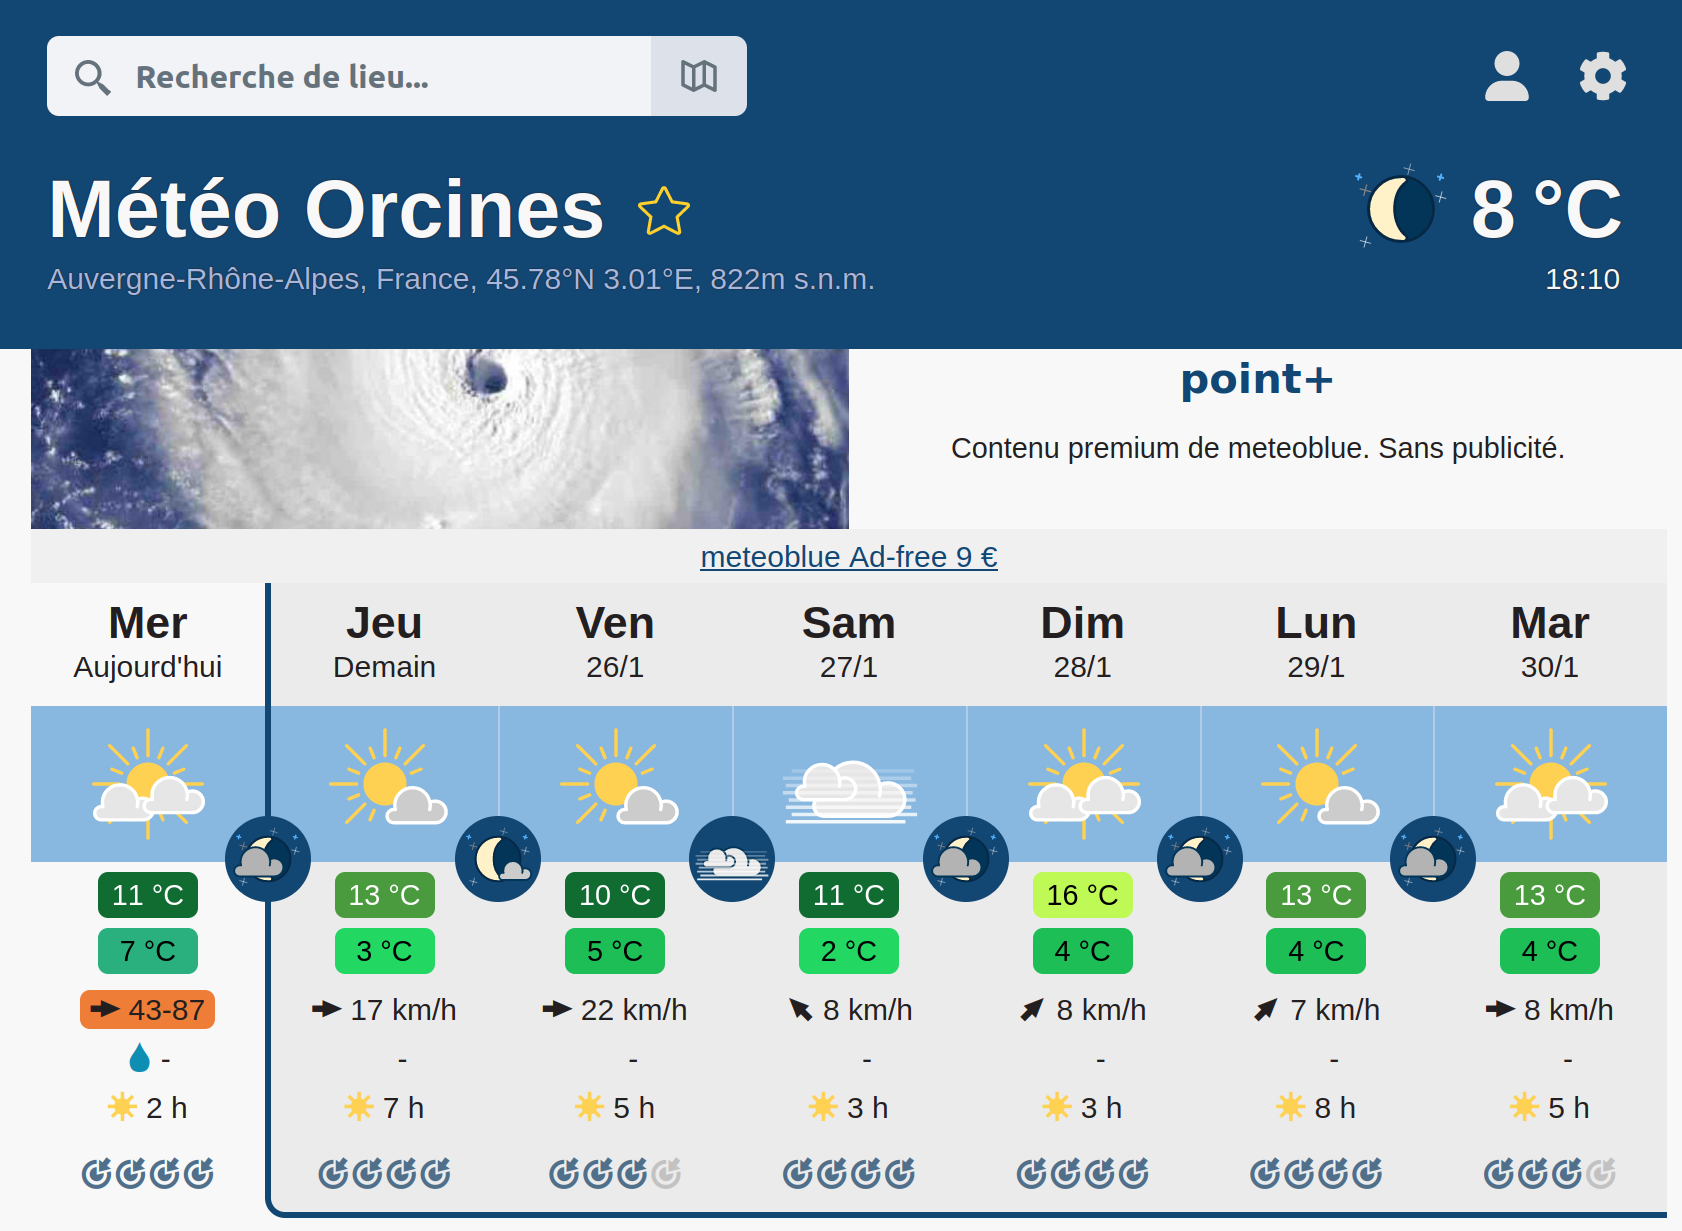 Recherche de lieu...
Météo Orcines
8 °C
Auvergne-Rhône-Alpes, France, 45.78°N 3.01°E, 822m s.n.m.
18:10
point+
Contenu premium de meteoblue. Sans publicité.
meteoblue Ad-free 9 €
Mer Jeu Ven Sam Dim Lun Mar
Aujourd'hui Demain 26/1 27/1 28/1 29/1 30/1
11 °C 13 °C 10 °C 11 °C 16 °C 13 °C 13 °C
7 °C 3 °C 5 °C 2 °C 4 °C 4 °C 4 °C
43-87 17 km/h 22 km/h 8 km/h 8 km/h 7 km/h 8 km/h
- - - - - - -
2 h 7 h 5 h 3 h 3 h 8 h 5 h